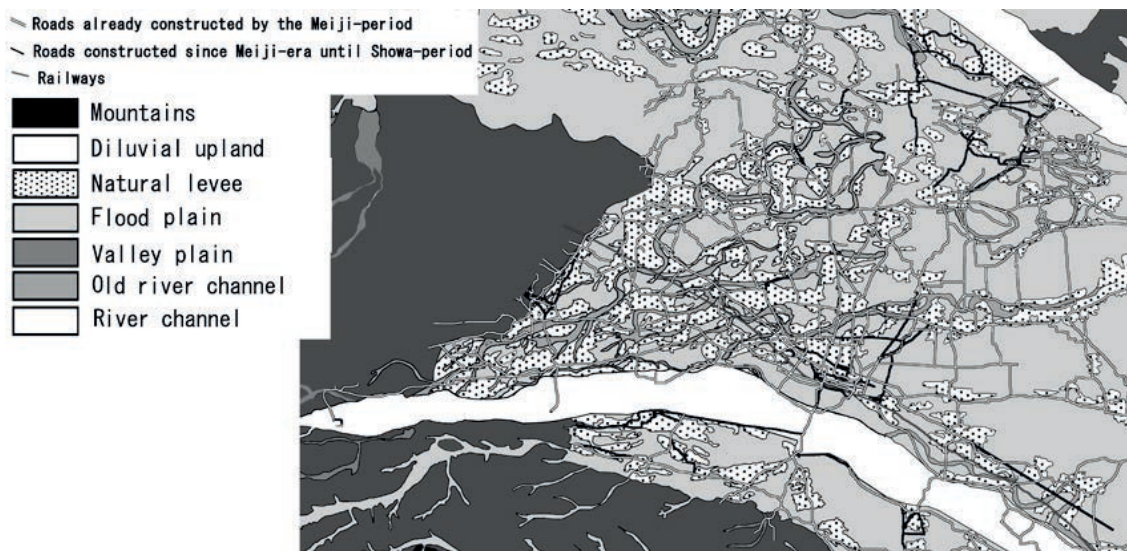 Roads already constructed by the Meiji-period
Roads constructed since Meiji-era until Showa-period
Railways
Mountains
Diluvial upland
Natural levee
Flood plain
Valley plain
Old river channel
River channel